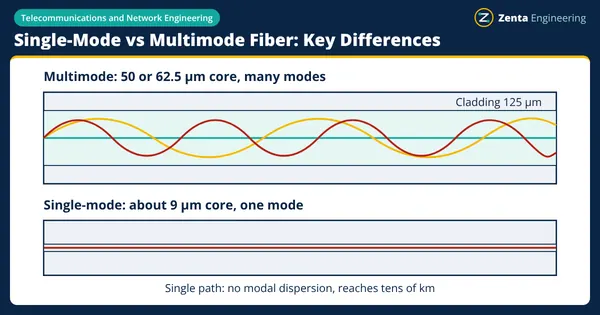 Telecommunications and Network Engineering
Zenta Engineering
Single-Mode vs Multimode Fiber: Key Differences
Multimode: 50 or 62.5 µm core, many modes
Cladding 125 µm
Single-mode: about 9 µm core, one mode
Single path: no modal dispersion, reaches tens of km